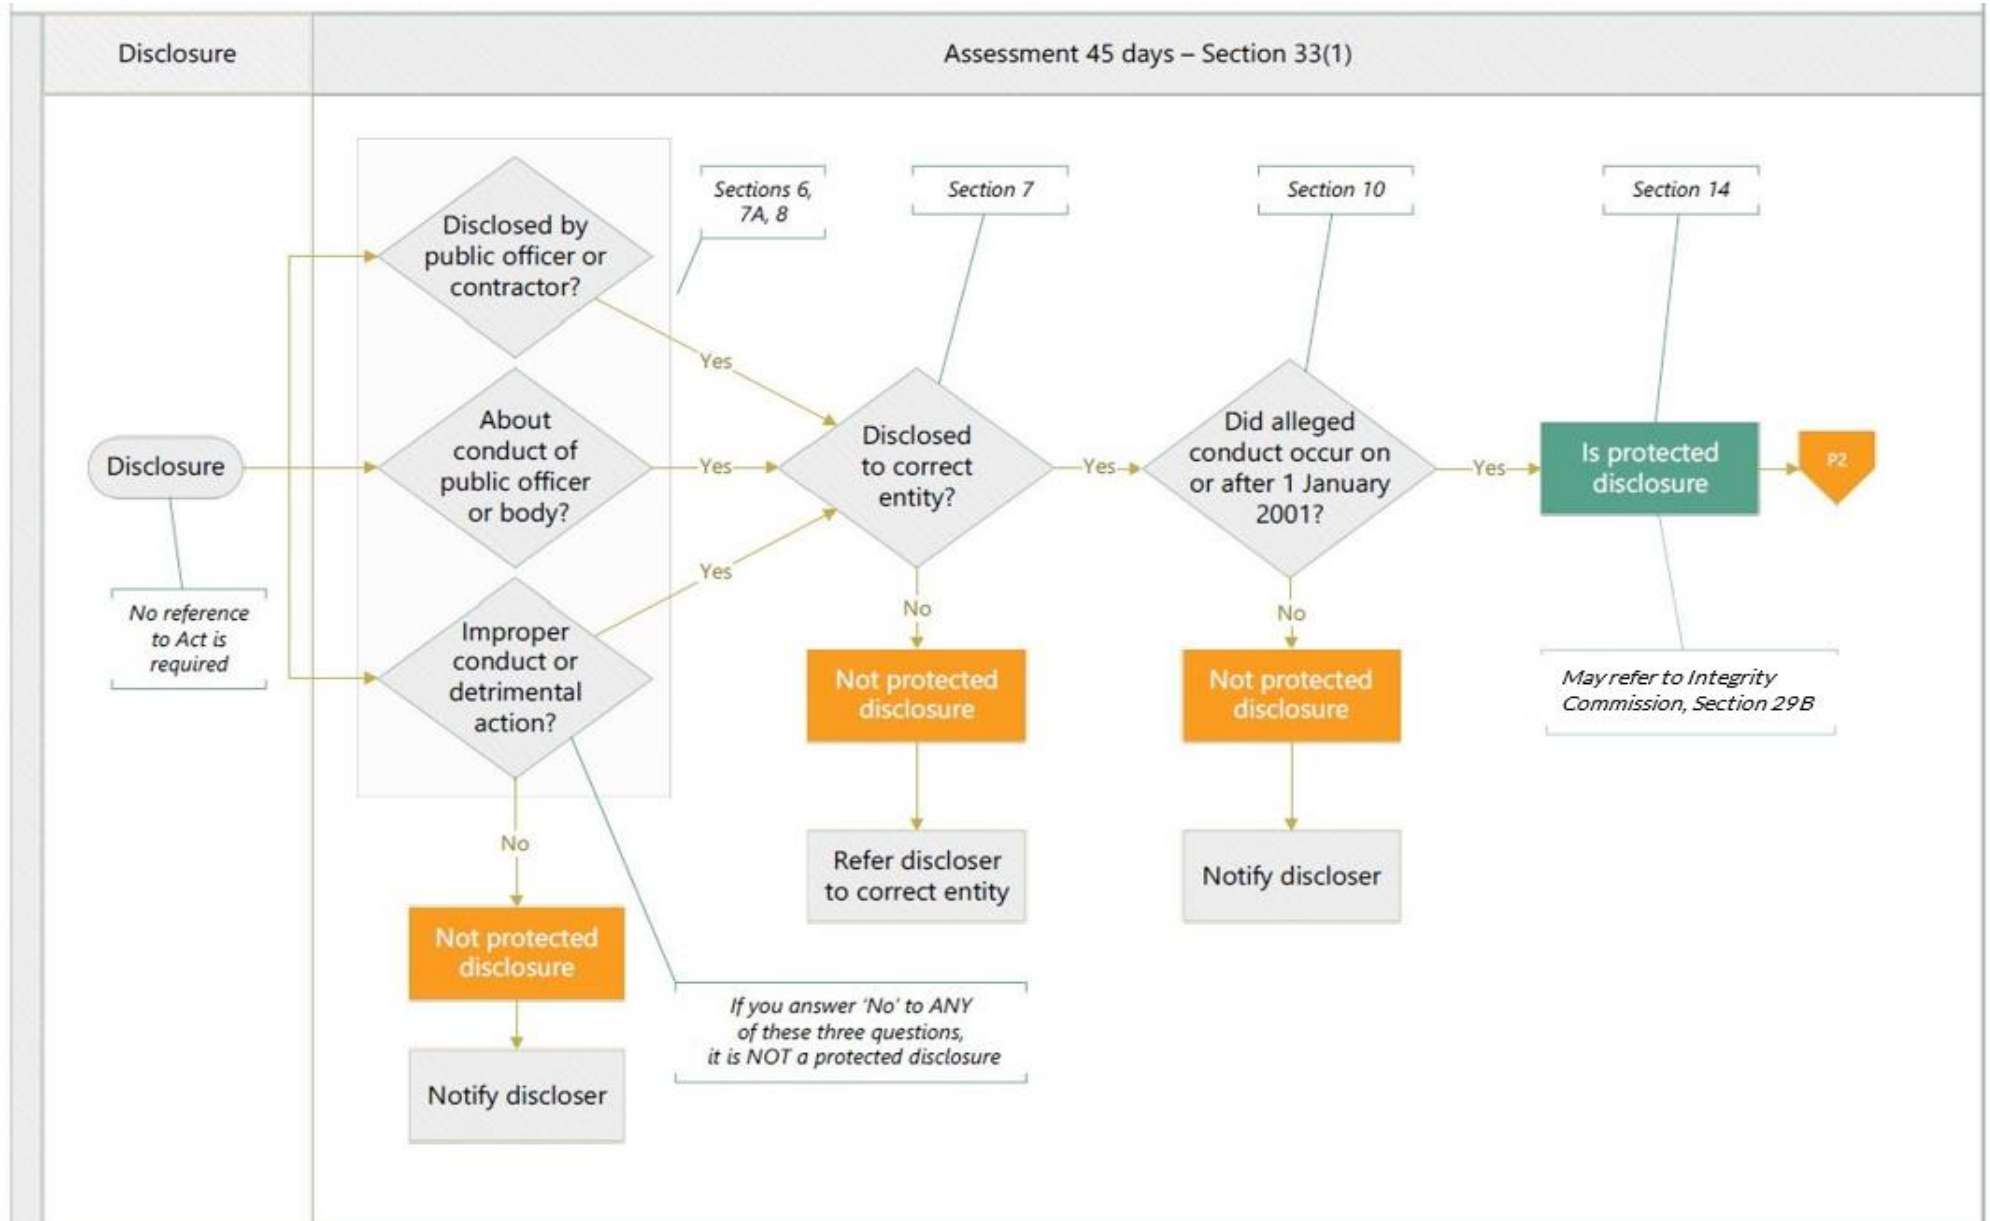 Disclosure
Assessment 45 days – Section 33(1)
Disclosed by
public officer or
contractor?
Sections 6,
7A, 8
Section 7
Section 10
Section 14
Yes
About
conduct of
public officer
or body?
Disclosure
Yes
Disclosed
to correct
entity?
Yes
Did alleged
conduct occur on
or after 1 January
2001?
Yes
Is protected
disclosure
P2
No reference
to Act is
required
Improper
conduct or
detrimental
action?
Yes
No
No
Not protected
disclosure
Not protected
disclosure
May refer to Integrity
Commission, Section 29B
No
Refer discloser
to correct entity
Notify discloser
Not protected
disclosure
If you answer ‘No’ to ANY
of these three questions,
it is NOT a protected disclosure
Notify discloser